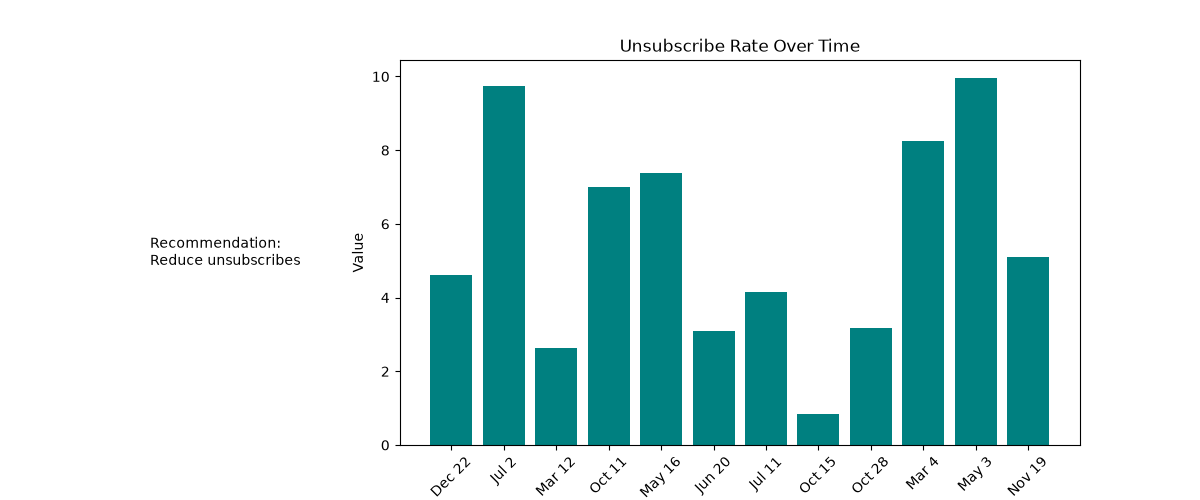 Unsubscribe Rate Over Time
Recommendation:
Reduce unsubscribes
Value
10
8
6
4
2
0
Dec 22
Jul 2
Mar 12
Oct 11
May 16
Jun 20
Jul 11
Oct 15
Oct 28
Mar 4
May 3
Nov 19